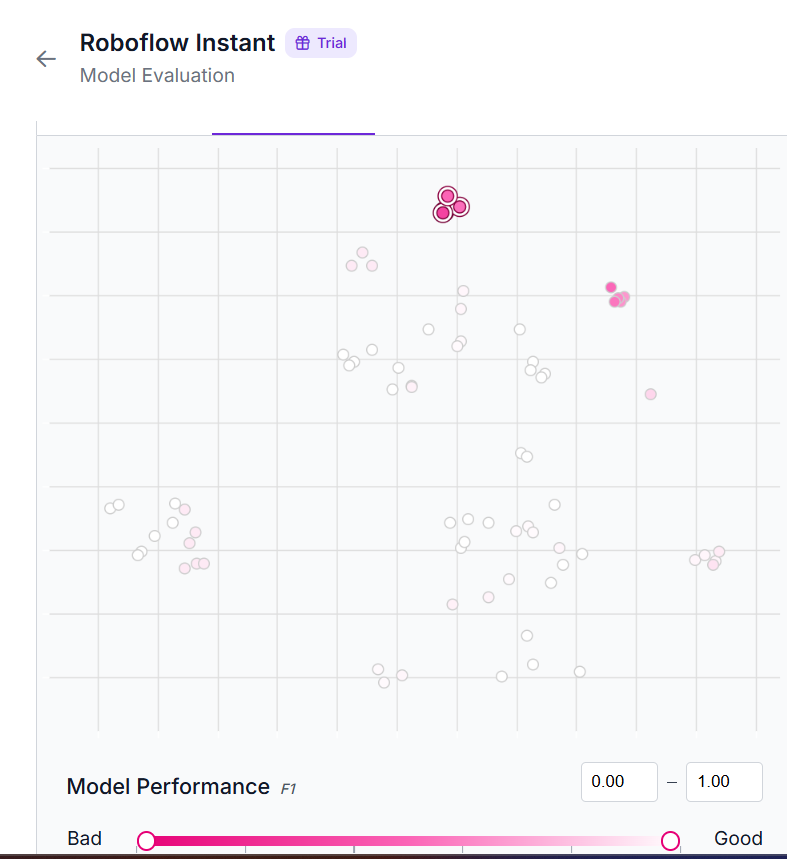 Roboflow Instant Trial
Model Evaluation
Model Performance F1 0.00 – 1.00
Bad Good